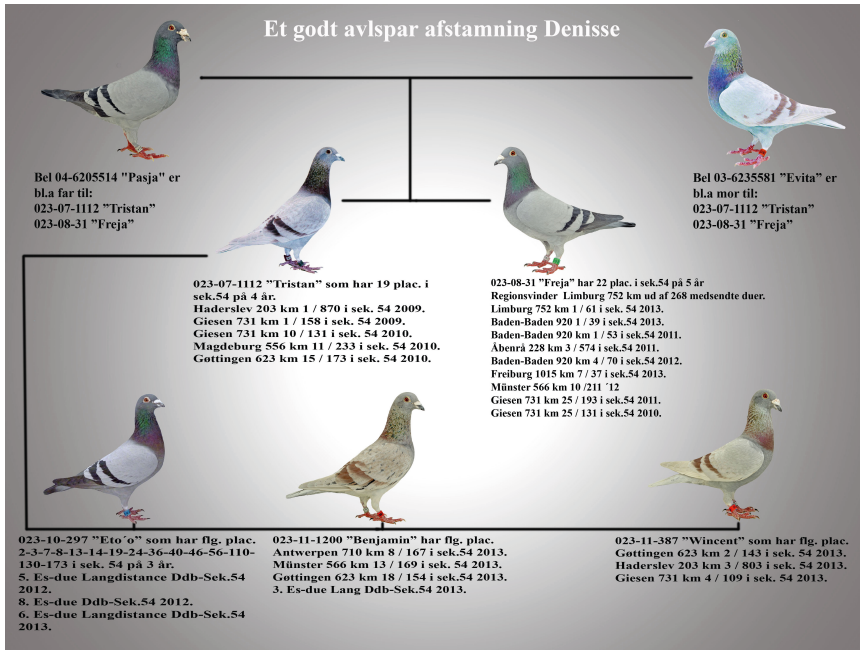 Et godt avlspar afstamning Denisse
Bel 04-6205514 "Pasja" er
bl.a far til:
023-07-1112 ”Tristan”
023-08-31 ”Freja”
Bel 03-6235581 ”Evita” er
bl.a mor til:
023-07-1112 ”Tristan”
023-08-31 ”Freja”
023-07-1112 ”Tristan” som har 19 plac. i
sek.54 på 4 år.
Haderslev 203 km 1 / 870 i sek. 54 2009.
Giesen 731 km 1 / 158 i sek. 54 2009.
Giesen 731 km 10 / 131 i sek. 54 2010.
Magdeburg 556 km 11 / 233 i sek. 54 2010.
Gøttingen 623 km 15 / 173 i sek. 54 2010.
023-08-31 ”Freja” har 22 plac. i sek.54 på 5 år
Regionsvinder Limburg 752 km ud af 268 medsendte duer.
Limburg 752 km 1 / 61 i sek.54 2013.
Baden-Baden 920 1 / 39 i sek.54 2013.
Baden-Baden 920 km 1 / 53 i sek.54 2011.
Åbenrå 228 km 3 / 574 i sek.54 2011.
Baden-Baden 920 km 4 / 70 i sek.54 2012.
Freiburg 1015 km 7 / 37 i sek.54 2013.
Münster 566 km 10 /211 ´12
Giesen 731 km 25 / 193 i sek.54 2011.
Giesen 731 km 25 / 131 i sek.54 2010.
023-10-297 ”Eto´o” som har flg. plac.
2-3-7-8-13-14-19-24-36-40-46-56-110-
130-173 i sek. 54 på 3 år.
5. Es-due Langdistance Ddb-Sek.54
2012.
8. Es-due Ddb-Sek.54 2012.
6. Es-due Langdistance Ddb-Sek.54
2013.
023-11-1200 ”Benjamin” har flg. plac.
Antwerpen 710 km 8 / 167 i sek.54 2013.
Münster 566 km 13 / 169 i sek.54 2013.
Gøttingen 623 km 18 / 154 i sek.54 2013.
3. Es-due Lang Ddb-Sek.54 2013.
023-11-387 ”Wincent” som har flg. plac.
Gøttingen 623 km 2 / 143 i sek. 54 2013.
Haderslev 203 km 3 / 803 i sek.54 2013.
Giesen 731 km 4 / 109 i sek.54 2013.